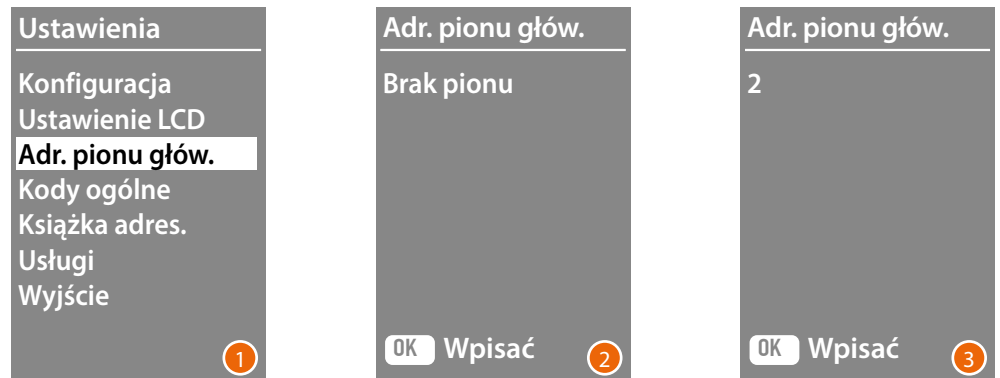 Ustawienia
Konfiguracja
Ustawienie LCD
Adr. pionu głów.
Kody ogólne
Książka adres.
Usługi
Wyjście
1
Adr. pionu głów.
Brak pionu
OK Wpisać
2
Adr. pionu głów.
2
OK Wpisać
3